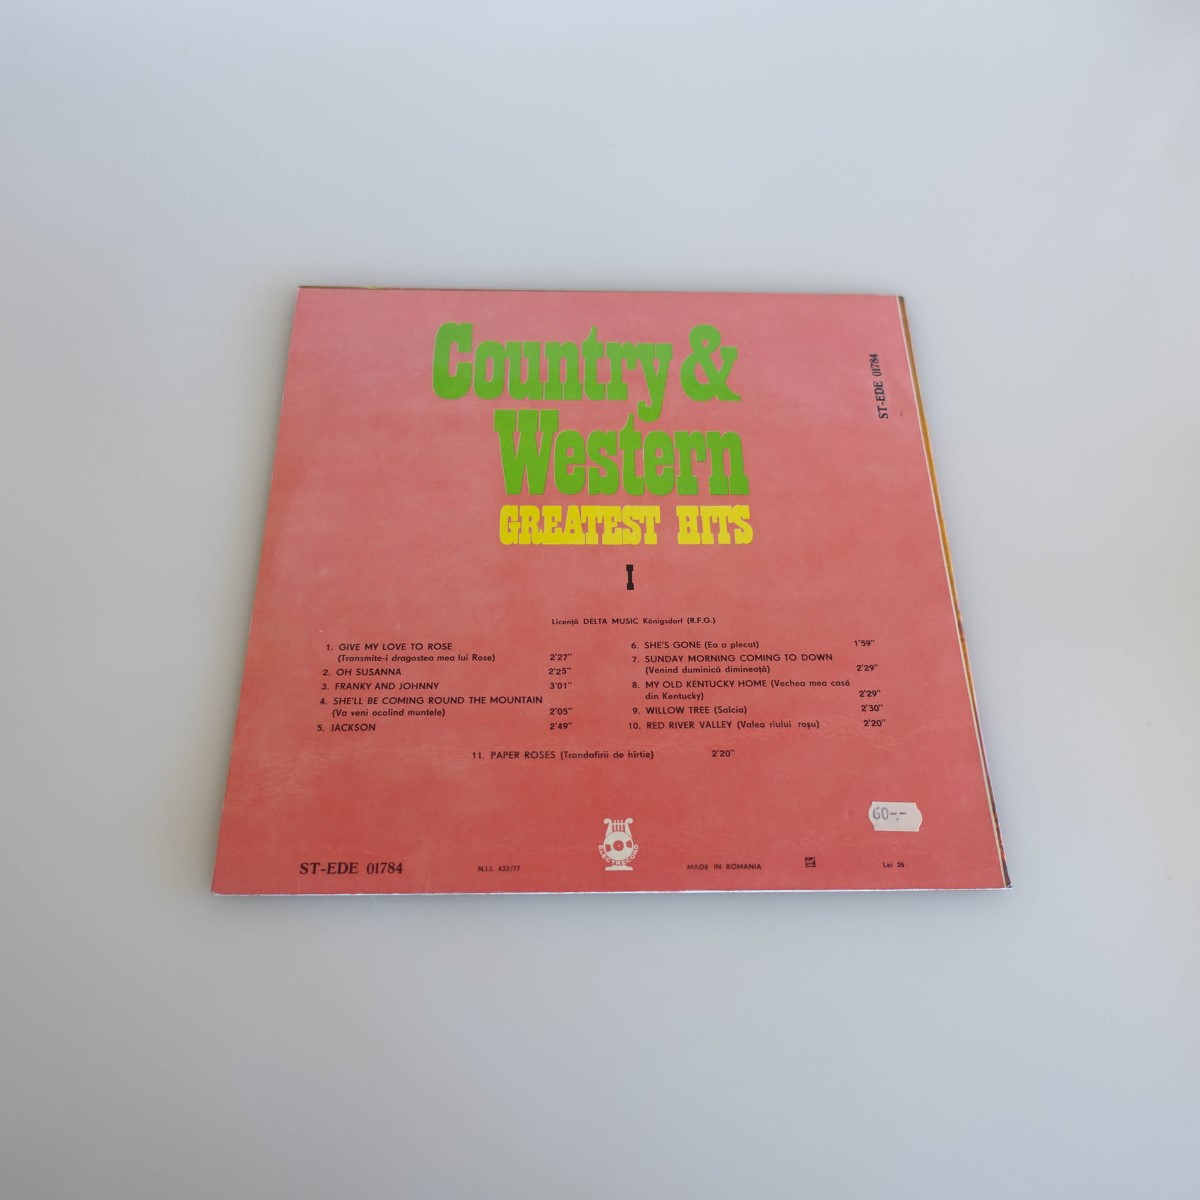 Country &
Western
GREATEST HITS
I
ST-EDE 01784
Licență DELTA MUSIC Königsdorf (R.F.G.)
1. GIVE MY LOVE TO ROSE
(Transmite-i dragostea mea lui Rose) 2'27"
2. OH SUSANNA 2'25"
3. FRANKY AND JOHNNY 3'01"
4. SHE'LL BE COMING ROUND THE MOUNTAIN
(Va veni ocolind muntele) 2'05"
5. JACKSON 2'49"
6. SHE'S GONE (Ea a plecat) 1'59"
7. SUNDAY MORNING COMING TO DOWN
(Venind duminică dimineață) 2'29"
8. MY OLD KENTUCKY HOME (Vechea mea casă
din Kentucky) 2'29"
9. WILLOW TREE (Salcia) 2'30"
10. RED RIVER VALLEY (Valea riului roșu) 2'20"
11. PAPER ROSES (Trandafirii de hîrtie) 2'20"
60-.-
ST-EDE 01784
N.I.I. 435/77
ELECTRECORD
MADE IN ROMANIA
Lei 26